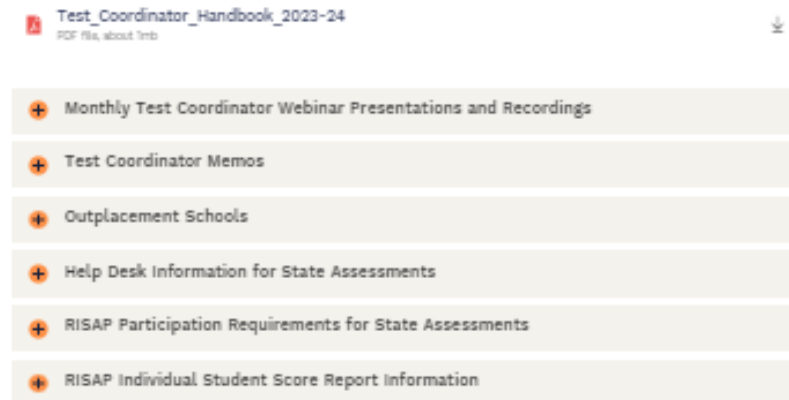 Test_Coordinator_Handbook_2023-24
PDF file, about 1mb
Monthly Test Coordinator Webinar Presentations and Recordings
Test Coordinator Memos
Outplacement Schools
Help Desk Information for State Assessments
RISAP Participation Requirements for State Assessments
RISAP Individual Student Score Report Information